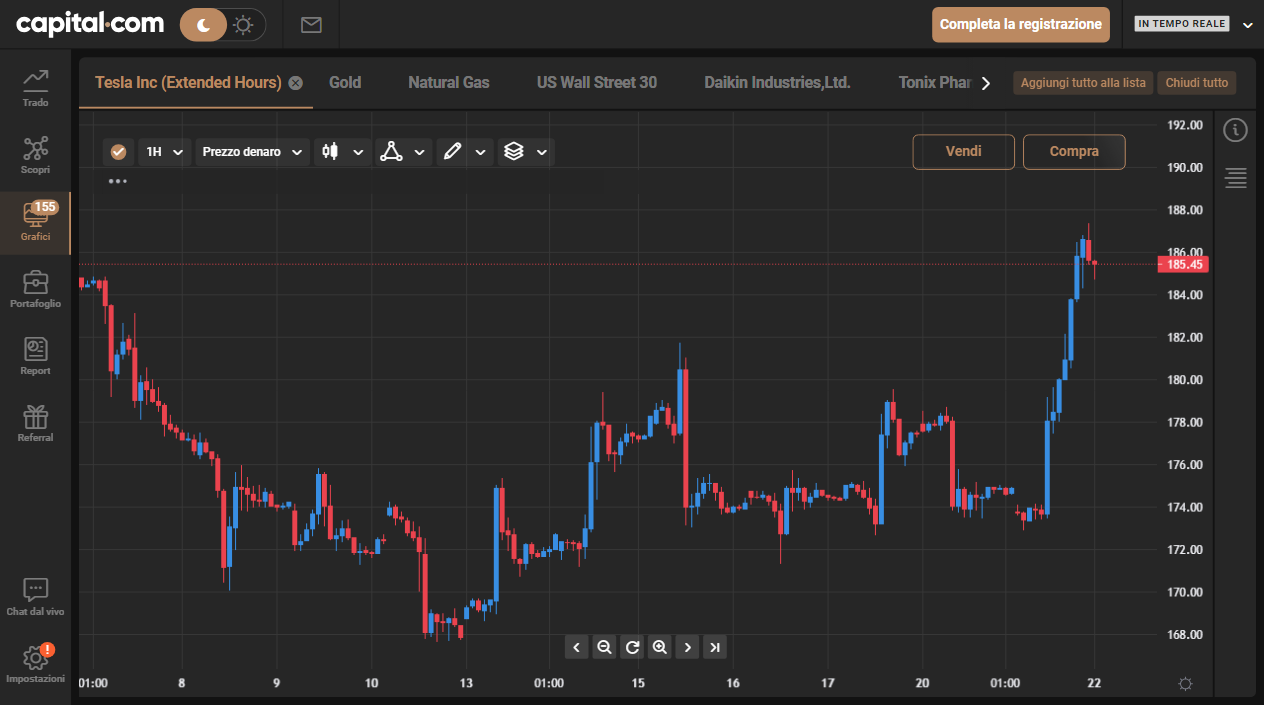 capital.com
Completa la registrazione
IN TEMPO REALE
Tesla Inc (Extended Hours)
Gold
Natural Gas
US Wall Street 30
Daikin Industries,Ltd.
Tonix Phar
Aggiungi tutto alla lista
Chiudi tutto
Trado
Scopri
155
Grafici
Portafoglio
Report
Referral
Chat dal vivo
!
Impostazioni
1H
Prezzo denaro
•••
Vendi
Compra
192.00
190.00
188.00
186.00
185.45
184.00
182.00
180.00
178.00
176.00
174.00
172.00
170.00
168.00
01:00
8
9
10
13
01:00
15
16
17
20
01:00
22